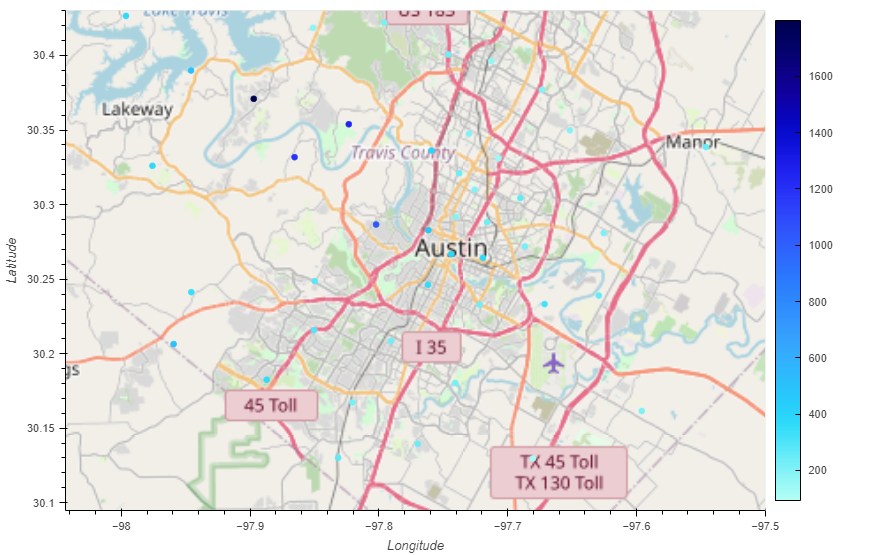 Lake Travis
US 183
30.4
1600
Lakeway
1400
30.35
Manor
Travis County
1200
30.3
Latitude
1000
Austin
30.25
800
600
30.2
I 35
gs
400
45 Toll
30.15
TX 45 Toll
TX 130 Toll
200
30.1
−98
−97.9
−97.8
−97.7
−97.6
−97.5
Longitude